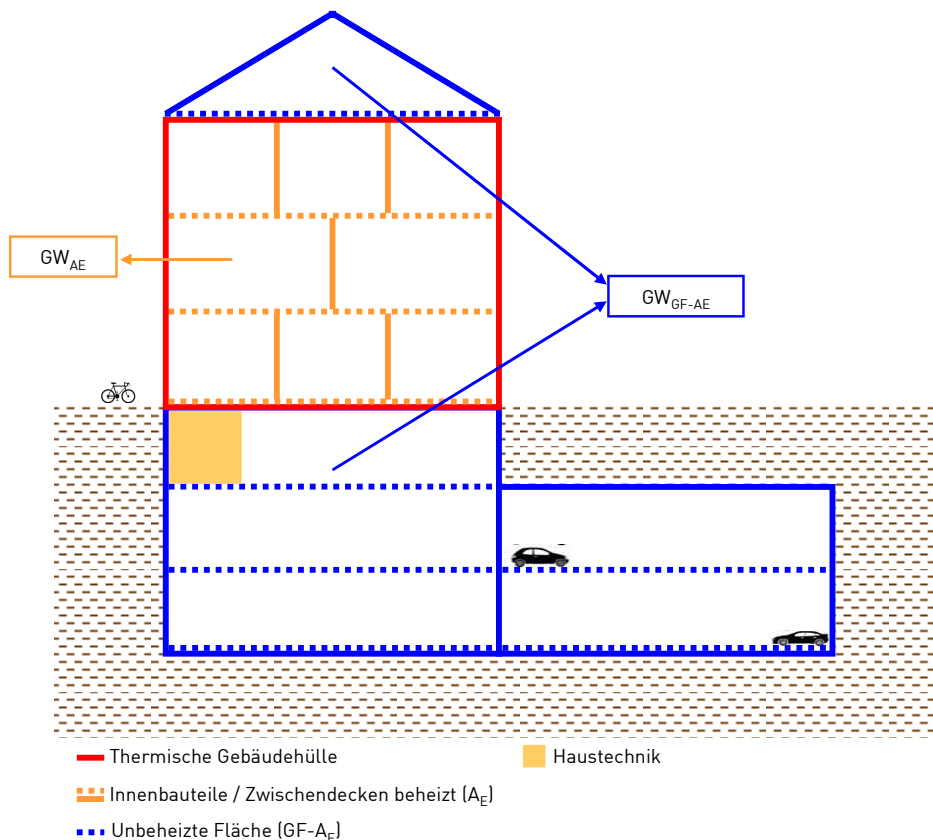 GW_AE
GW_GF-AE
Thermische Gebäudehülle
Haustechnik
Innenbauteile / Zwischendecken beheizt (A_E)
Unbeheizte Fläche (GF-A_E)